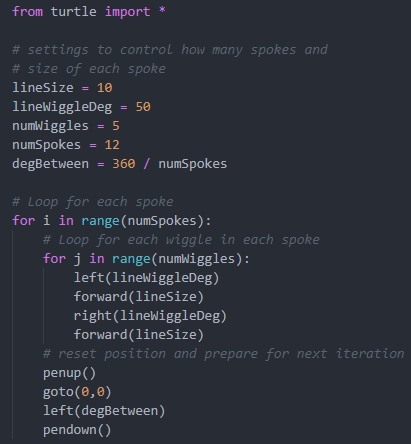 from turtle import *

# settings to control how many spokes and
# size of each spoke
lineSize = 10
lineWiggleDeg = 50
numWiggles = 5
numSpokes = 12
degBetween = 360 / numSpokes

# Loop for each spoke
for i in range(numSpokes):
    # Loop for each wiggle in each spoke
    for j in range(numWiggles):
        left(lineWiggleDeg)
        forward(lineSize)
        right(lineWiggleDeg)
        forward(lineSize)
    # reset position and prepare for next iteration
    penup()
    goto(0,0)
    left(degBetween)
    pendown()